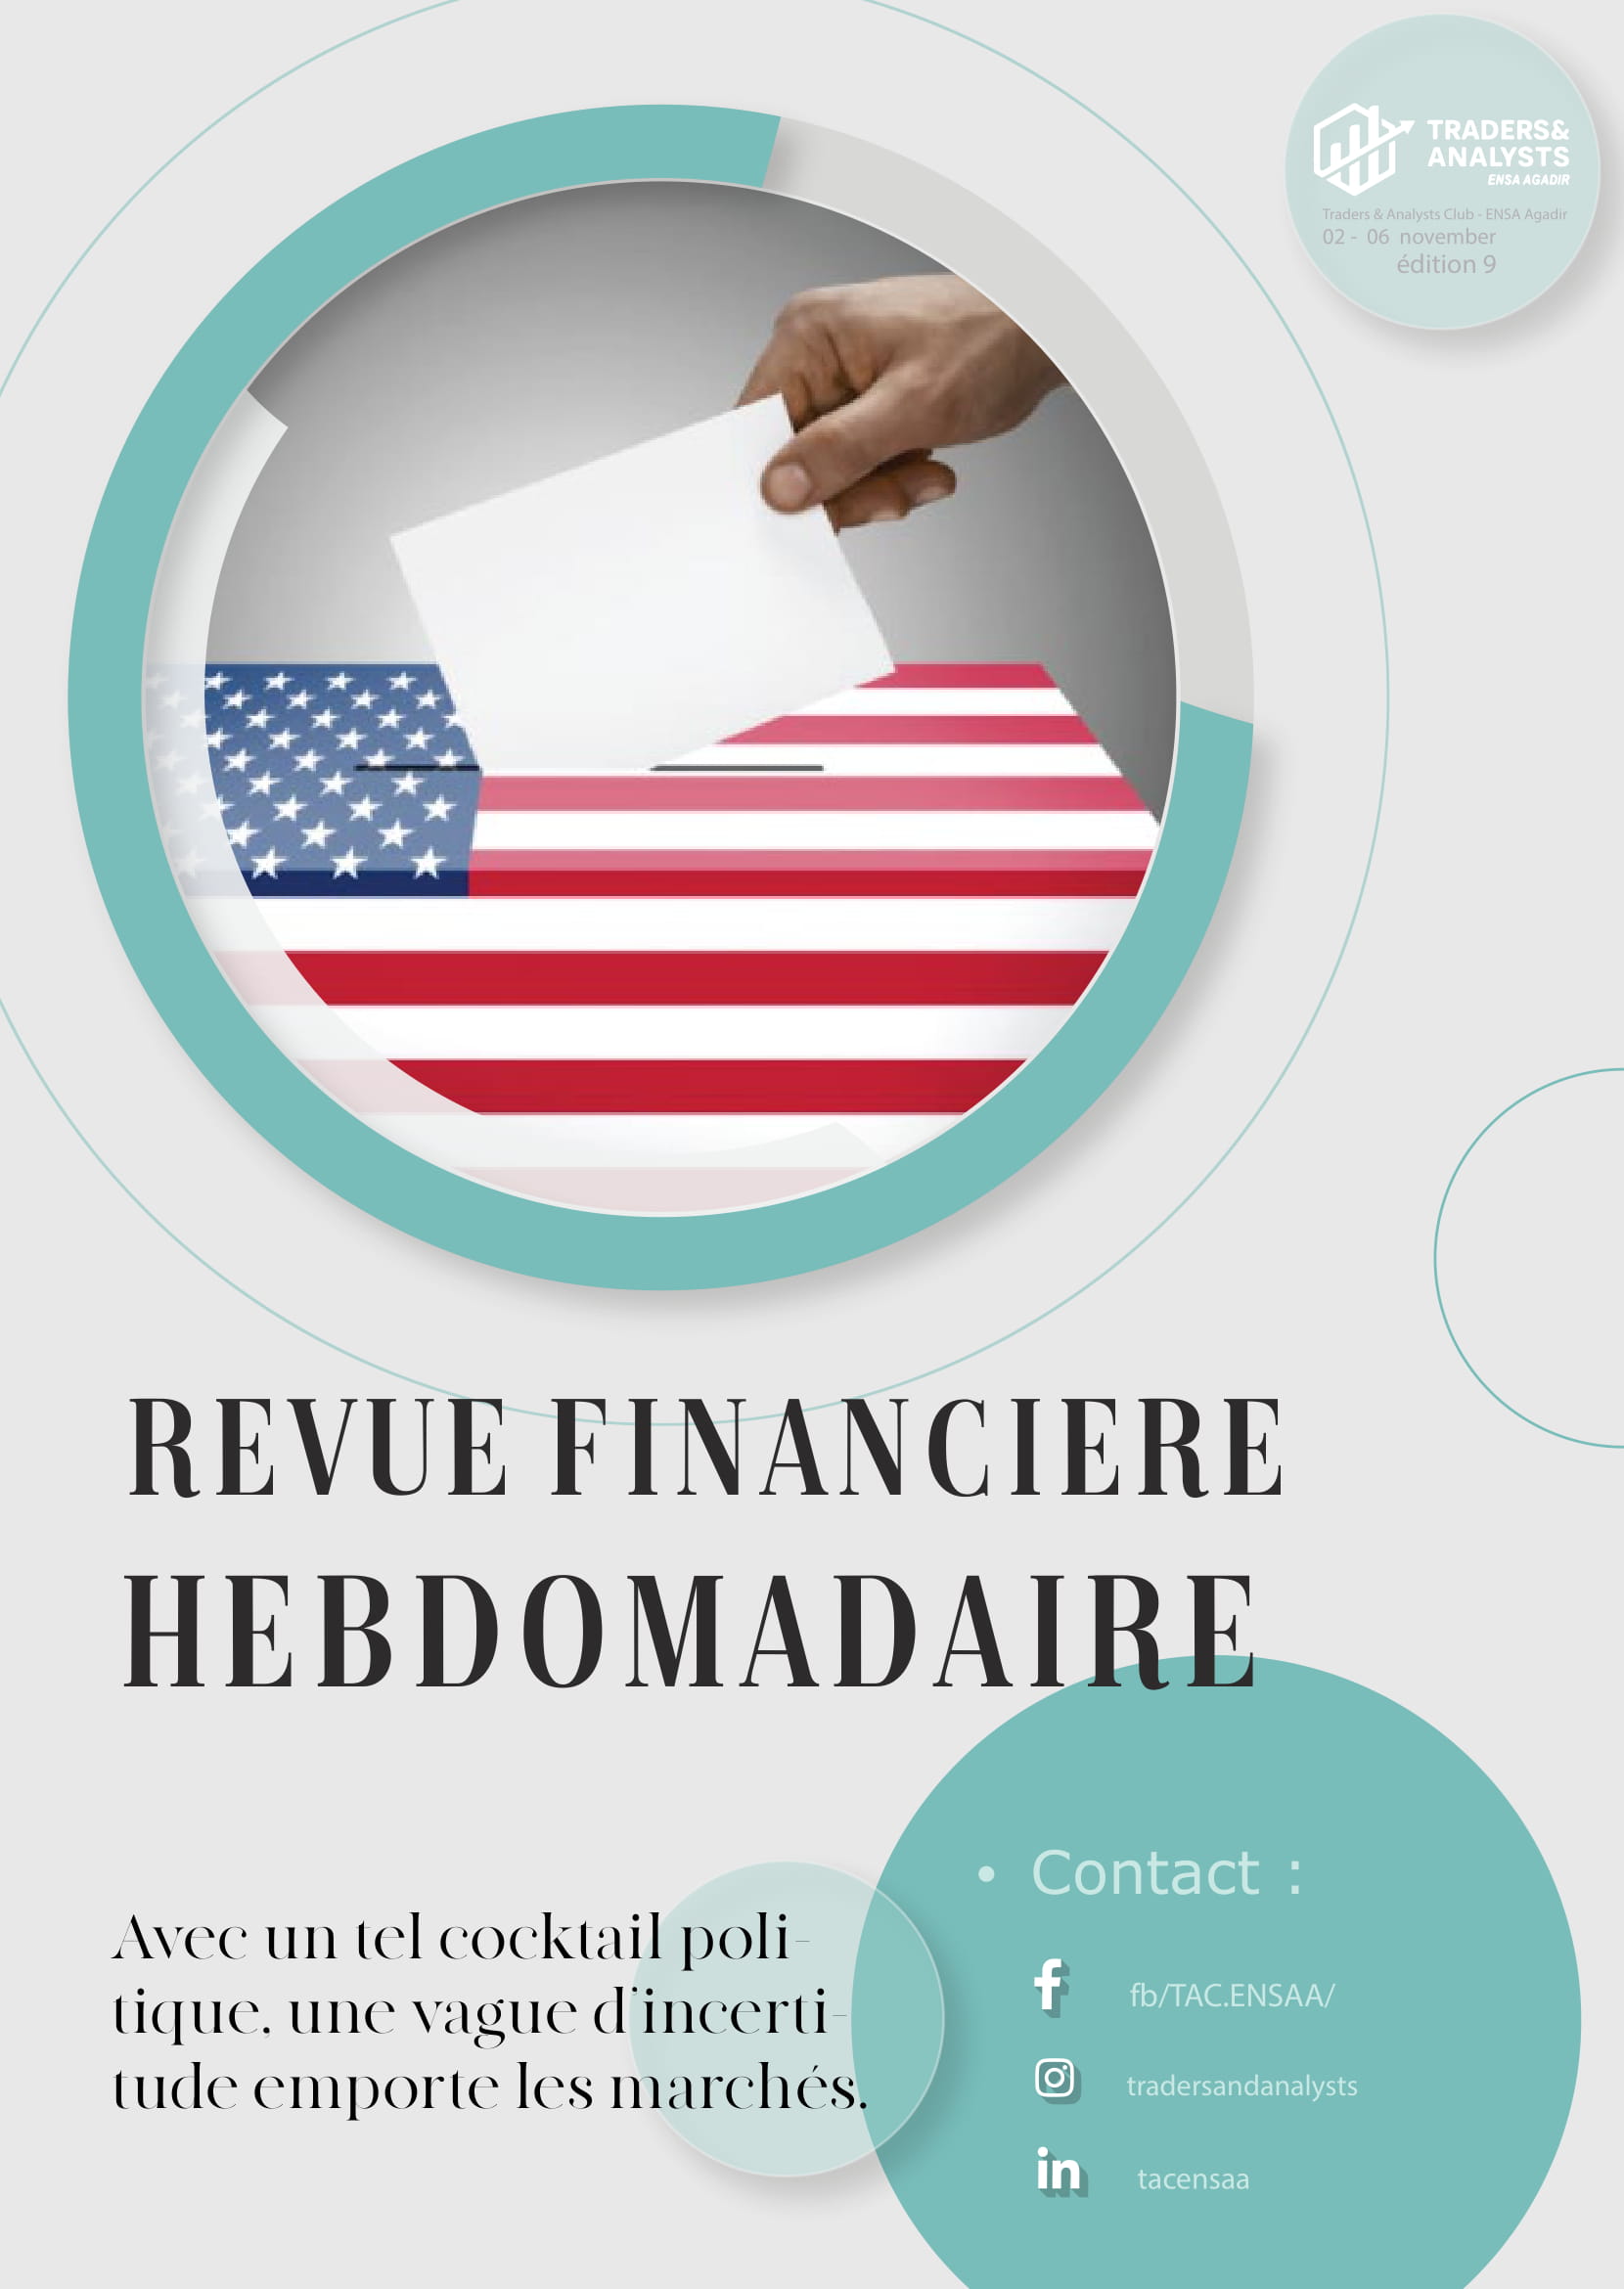 TRADERS&
ANALYSTS
ENSA AGADIR
Traders & Analysts Club - ENSA Agadir
02 - 06 november
édition 9
REVUE FINANCIERE
HEBDOMADAIRE
Avec un tel cocktail poli-
tique, une vague d'incerti-
tude emporte les marchés.
• Contact :
fb/TAC.ENSAA/
tradersandanalysts
in tacensaa